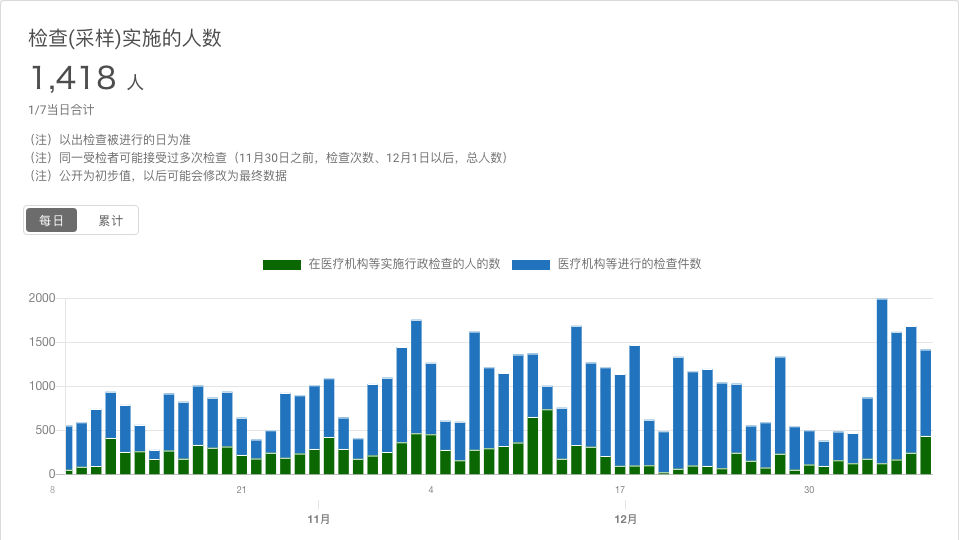 检查(采样)实施的人数
1,418 人
1/7当日合计
（注）以出检查被进行的日为准
（注）同一受检者可能接受过多次检查（11月30日之前，检查次数、12月1日以后，总人数）
（注）公开为初步值，以后可能会修改为最终数据
每日 累计
在医疗机构等实施行政检查的人的数 医疗机构等进行的检查件数
2000
1500
1000
500
0
8 21 4 17 30
11月 12月